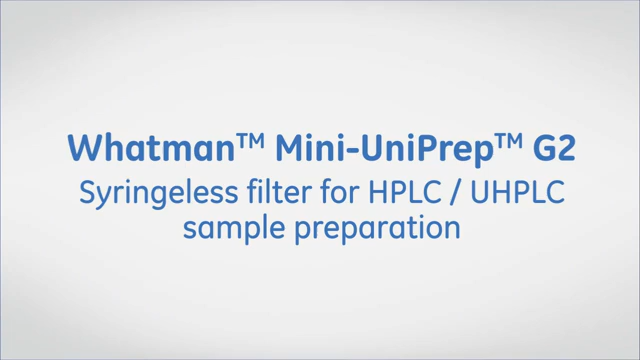 Whatman™ Mini-UniPrep™ G2
Syringeless filter for HPLC / UHPLC
sample preparation